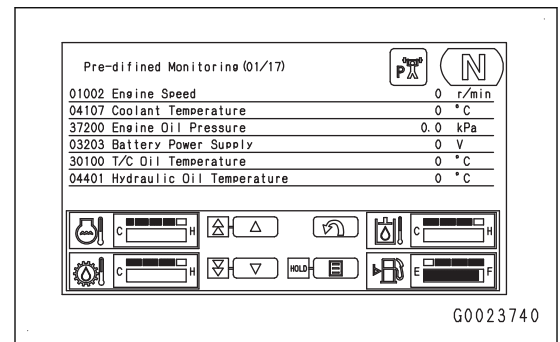 Pre-difined Monitoring (01/17)
P
N
01002 Engine Speed 0 r/min
04107 Coolant Temperature 0 °C
37200 Engine Oil Pressure 0.0 kPa
03203 Battery Power Supply 0 V
30100 T/C Oil Temperature 0 °C
04401 Hydraulic Oil Temperature 0 °C
C H C H
C H HOLD E F
G0023740